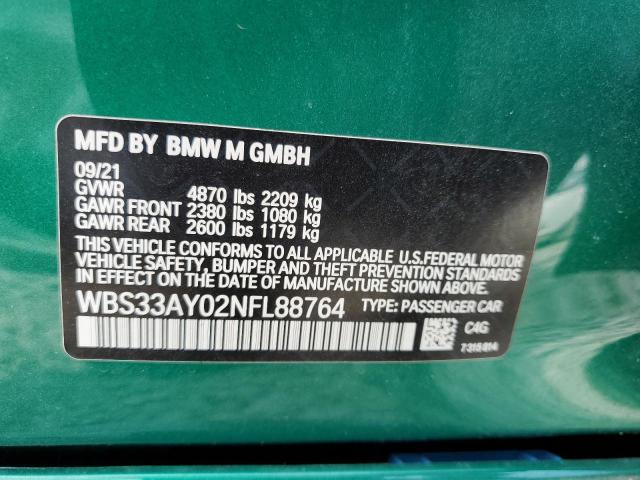 MFD BY BMW M GMBH
09/21
GVWR 4870 lbs 2209 kg
GAWR FRONT 2380 lbs 1080 kg
GAWR REAR 2600 lbs 1179 kg
THIS VEHICLE CONFORMS TO ALL APPLICABLE U.S.FEDERAL MOTOR
VEHICLE SAFETY, BUMPER AND THEFT PREVENTION STANDARDS
IN EFFECT ON THE DATE OF MANUFACTURE SHOWN ABOVE.
WBS33AY02NFL88764 TYPE: PASSENGER CAR
C4G
7315814